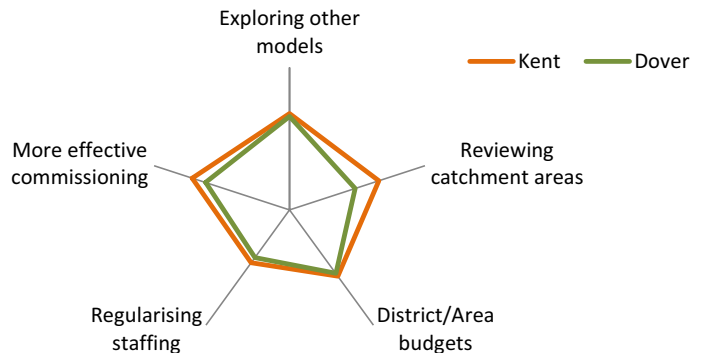 Exploring other
models
Kent
Dover
More effective
commissioning
Reviewing
catchment areas
Regularising
staffing
District/Area
budgets